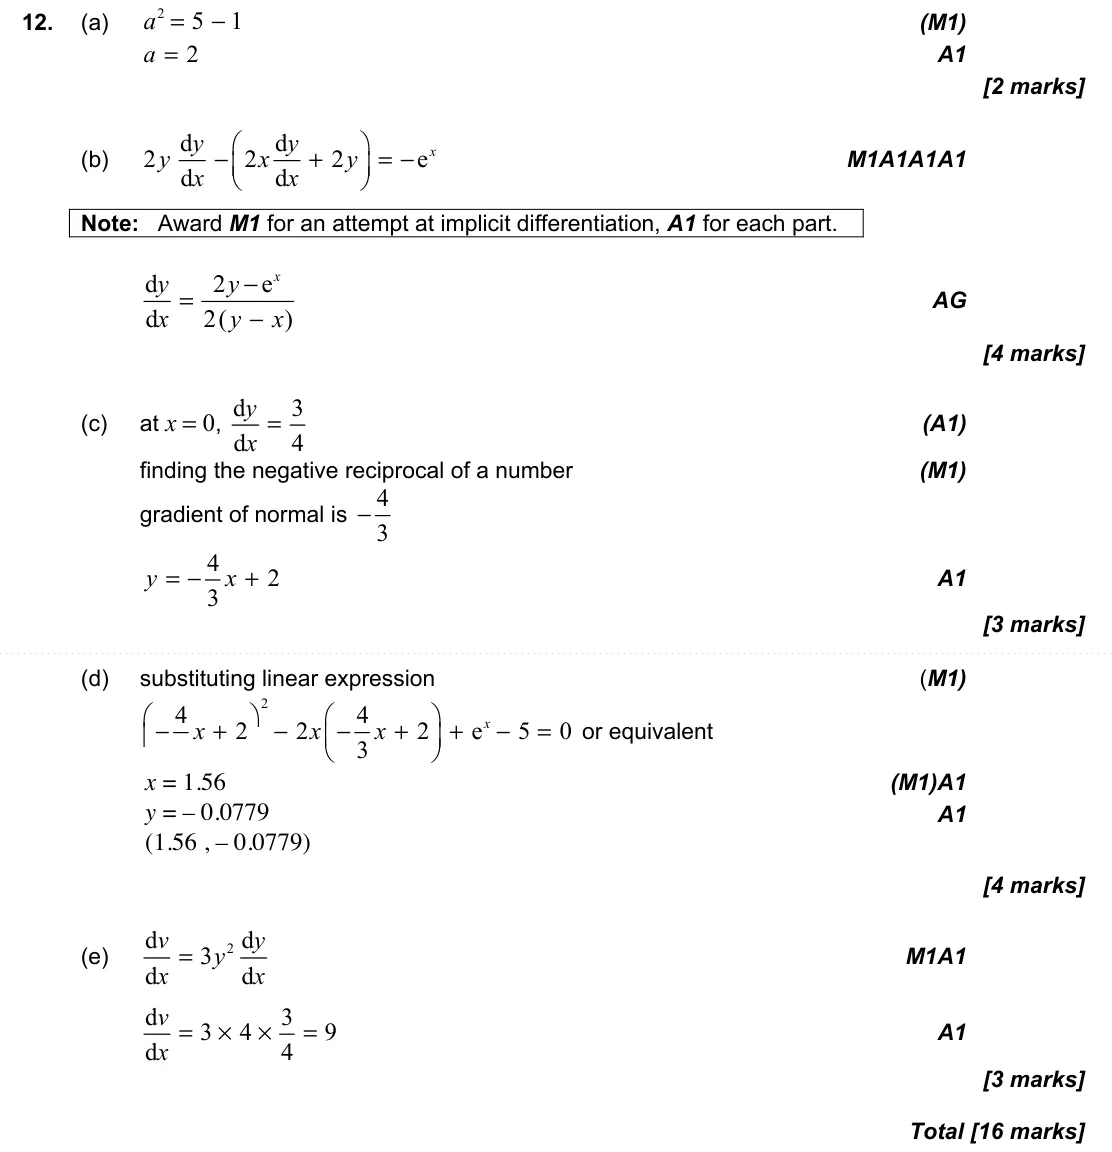 12. (a) a² = 5 − 1 (M1)
a = 2 A1
[2 marks]
(b) 2y dy/dx − (2x dy/dx + 2y) = −eˣ M1A1A1A1
Note: Award M1 for an attempt at implicit differentiation, A1 for each part.
dy/dx = (2y − eˣ)/(2(y − x)) AG
[4 marks]
(c) at x = 0, dy/dx = 3/4 (A1)
finding the negative reciprocal of a number (M1)
gradient of normal is −4/3
y = −4/3 x + 2 A1
[3 marks]
(d) substituting linear expression (M1)
(−4/3 x + 2)² − 2x(−4/3 x + 2) + eˣ − 5 = 0 or equivalent
x = 1.56 (M1)A1
y = −0.0779 A1
(1.56 , −0.0779)
[4 marks]
(e) dv/dx = 3y² dy/dx M1A1
dv/dx = 3 × 4 × 3/4 = 9 A1
[3 marks]
Total [16 marks]